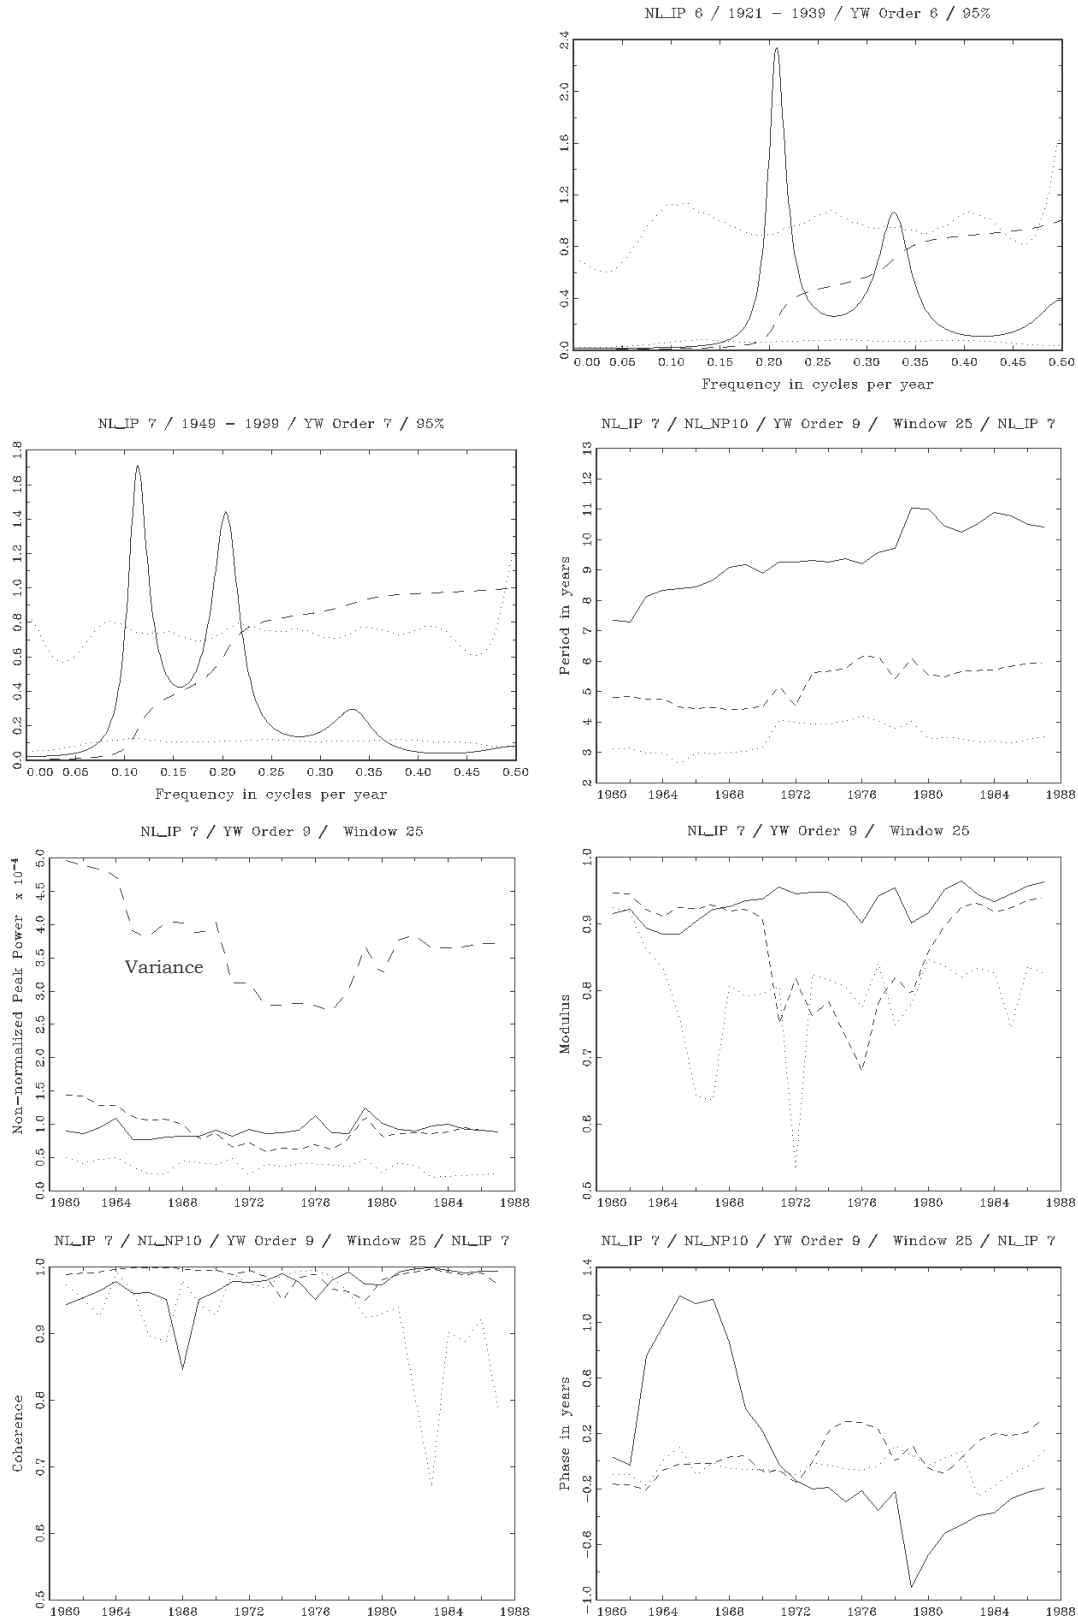 NL_IP 6 / 1921 - 1939 / YW Order 6 / 95%
2.4
2.0
1.6
1.2
0.8
0.4
0.0
0.00 0.05 0.10 0.15 0.20 0.25 0.30 0.35 0.40 0.45 0.50
Frequency in cycles per year
NL_IP 7 / 1949 - 1999 / YW Order 7 / 95%
1.8
1.6
1.4
1.2
1.0
0.8
0.6
0.4
0.2
0.0
0.00 0.05 0.10 0.15 0.20 0.25 0.30 0.35 0.40 0.45 0.50
Frequency in cycles per year
NL_IP 7 / NL_NP10 / YW Order 9 / Window 25 / NL_IP 7
Period in years
13
12
11
10
9
8
7
6
5
4
3
2
1960 1964 1968 1972 1976 1980 1984 1988
NL_IP 7 / YW Order 9 / Window 25
Non-normalized Peak Power x 10-4
5.0
4.5
4.0
3.5
3.0
2.5
2.0
1.5
1.0
0.5
0.0
Variance
1960 1964 1968 1972 1976 1980 1984 1988
NL_IP 7 / YW Order 9 / Window 25
Modulus
1.0
0.9
0.8
0.7
0.6
0.5
1960 1964 1968 1972 1976 1980 1984 1988
NL_IP 7 / NL_NP10 / YW Order 9 / Window 25 / NL_IP 7
Coherence
1.0
0.9
0.8
0.7
0.6
0.5
1960 1964 1968 1972 1976 1980 1984 1988
NL_IP 7 / NL_NP10 / YW Order 9 / Window 25 / NL_IP 7
Phase in years
1.4
1.0
0.6
0.2
-0.2
-0.6
-1.0
1960 1964 1968 1972 1976 1980 1984 1988